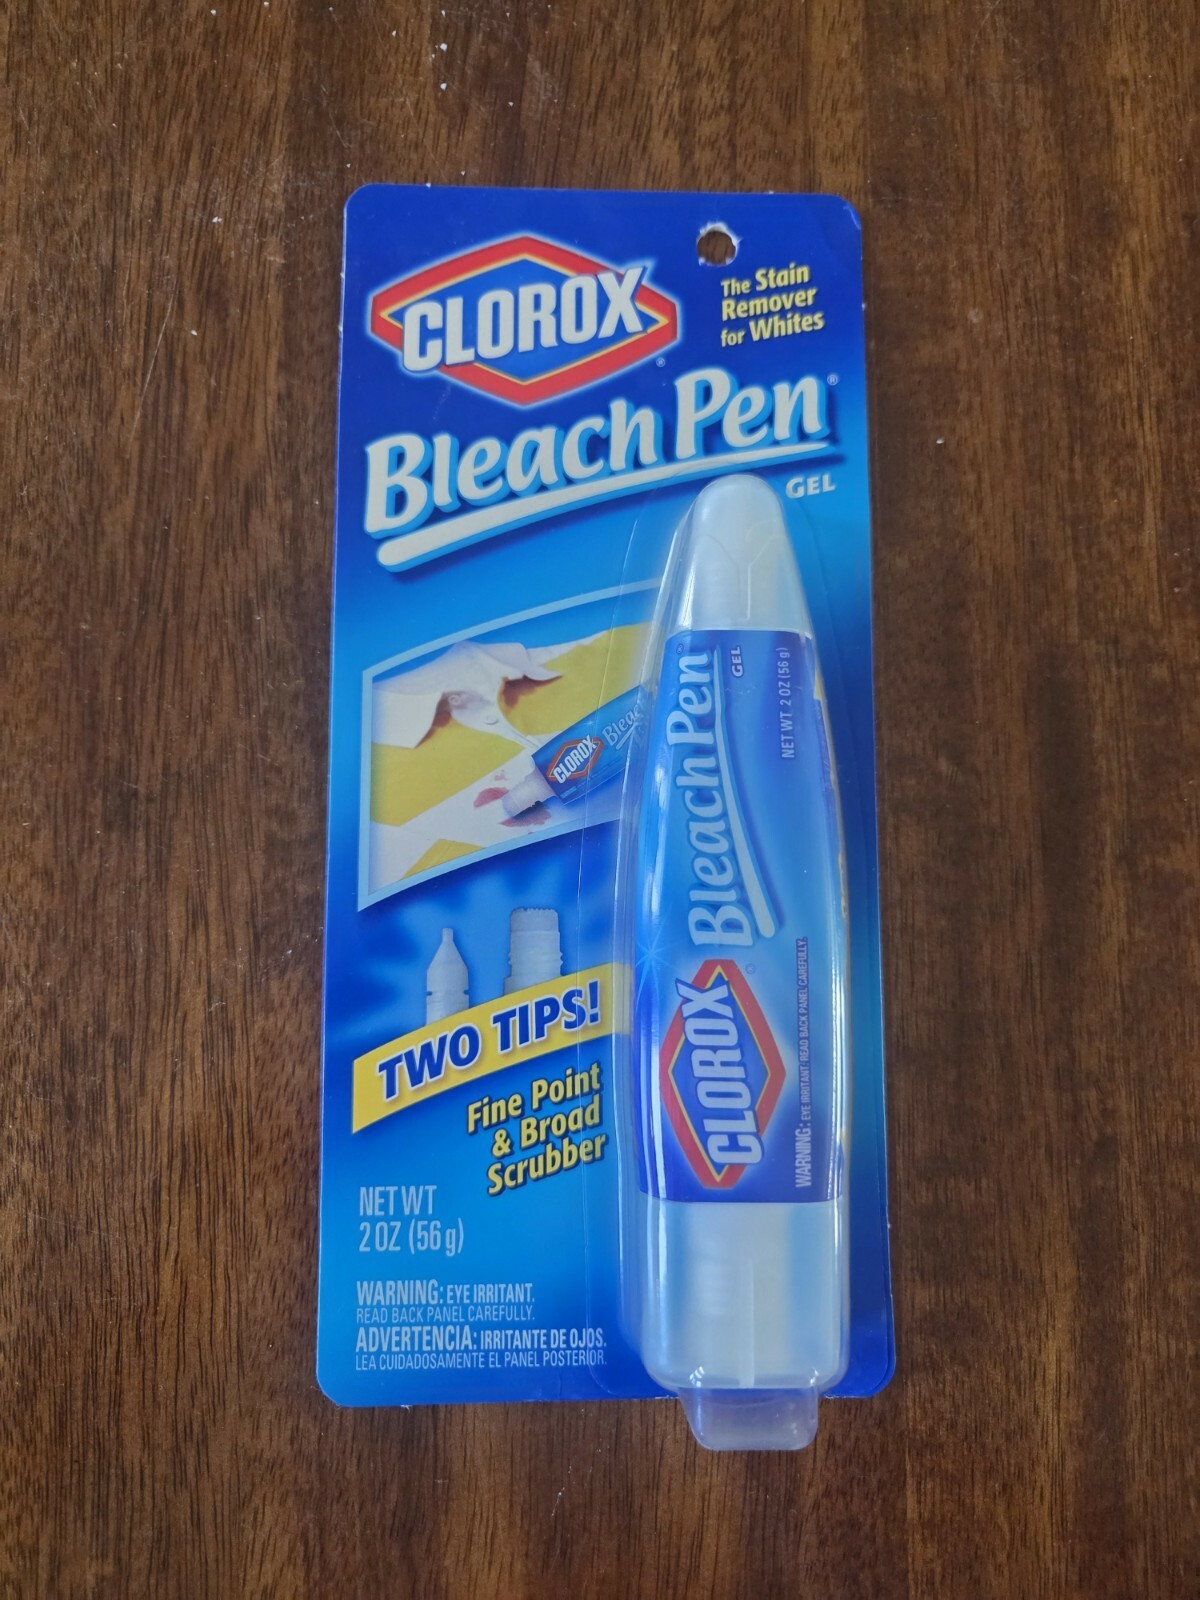 CLOROX®
The Stain
Remover
for Whites
Bleach Pen®
GEL
CLOROX
Bleach
TWO TIPS!
Fine Point
& Broad
Scrubber
NET WT
2 OZ (56 g)
WARNING: EYE IRRITANT.
READ BACK PANEL CAREFULLY.
ADVERTENCIA: IRRITANTE DE OJOS.
LEA CUIDADOSAMENTE EL PANEL POSTERIOR.
CLOROX®
Bleach Pen®
GEL
NET WT 2 OZ (56 g)
WARNING: EYE IRRITANT. READ BACK PANEL CAREFULLY.